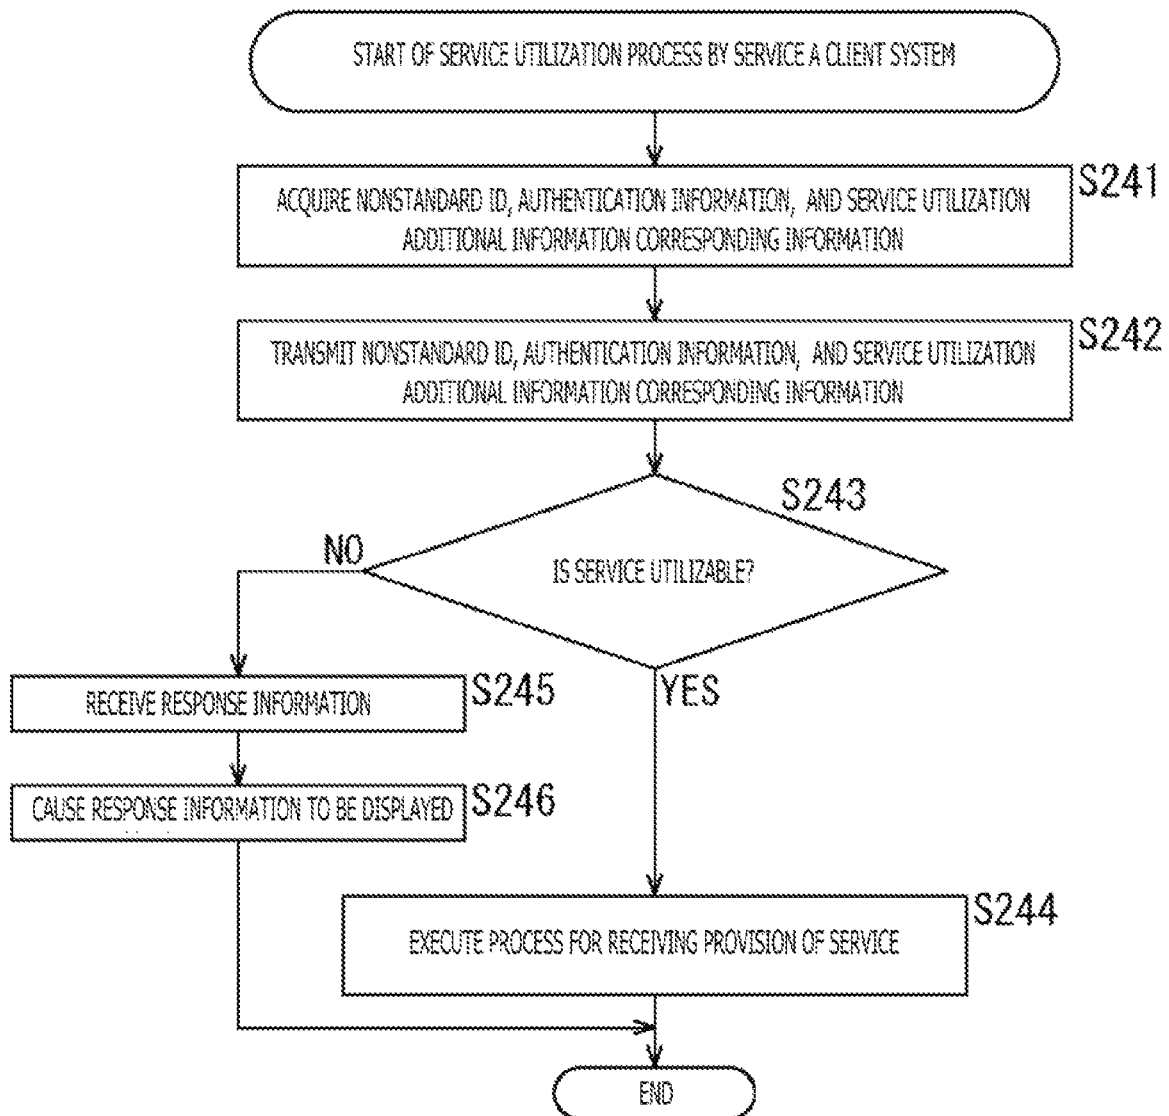 START OF SERVICE UTILIZATION PROCESS BY SERVICE A CLIENT SYSTEM
S241
ACQUIRE NONSTANDARD ID, AUTHENTICATION INFORMATION, AND SERVICE UTILIZATION
ADDITIONAL INFORMATION CORRESPONDING INFORMATION
S242
TRANSMIT NONSTANDARD ID, AUTHENTICATION INFORMATION, AND SERVICE UTILIZATION
ADDITIONAL INFORMATION CORRESPONDING INFORMATION
S243
NO
IS SERVICE UTILIZABLE?
YES
RECEIVE RESPONSE INFORMATION
S245
CAUSE RESPONSE INFORMATION TO BE DISPLAYED
S246
S244
EXECUTE PROCESS FOR RECEIVING PROVISION OF SERVICE
END